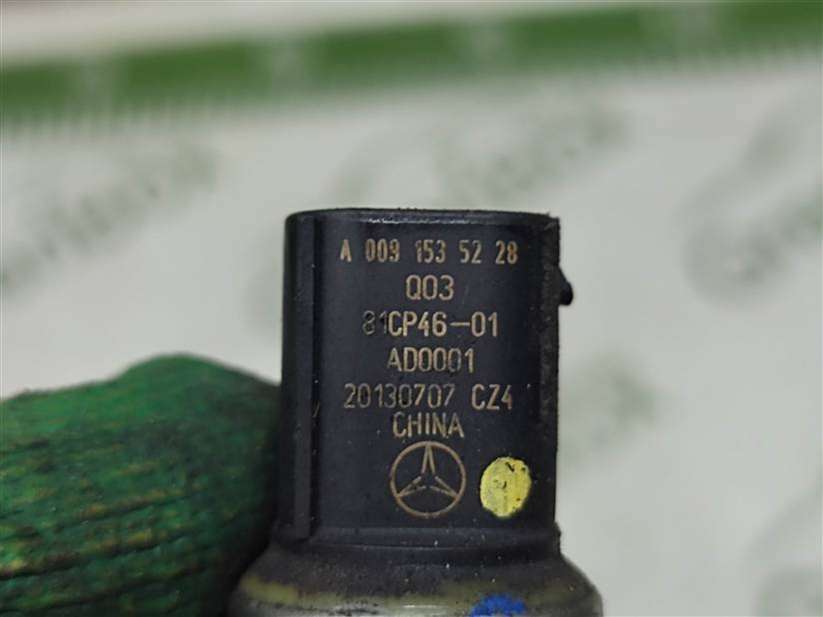 A 009 153 52 28
Q03
81CP46-01
AD0001
20130707 CZ4
CHINA